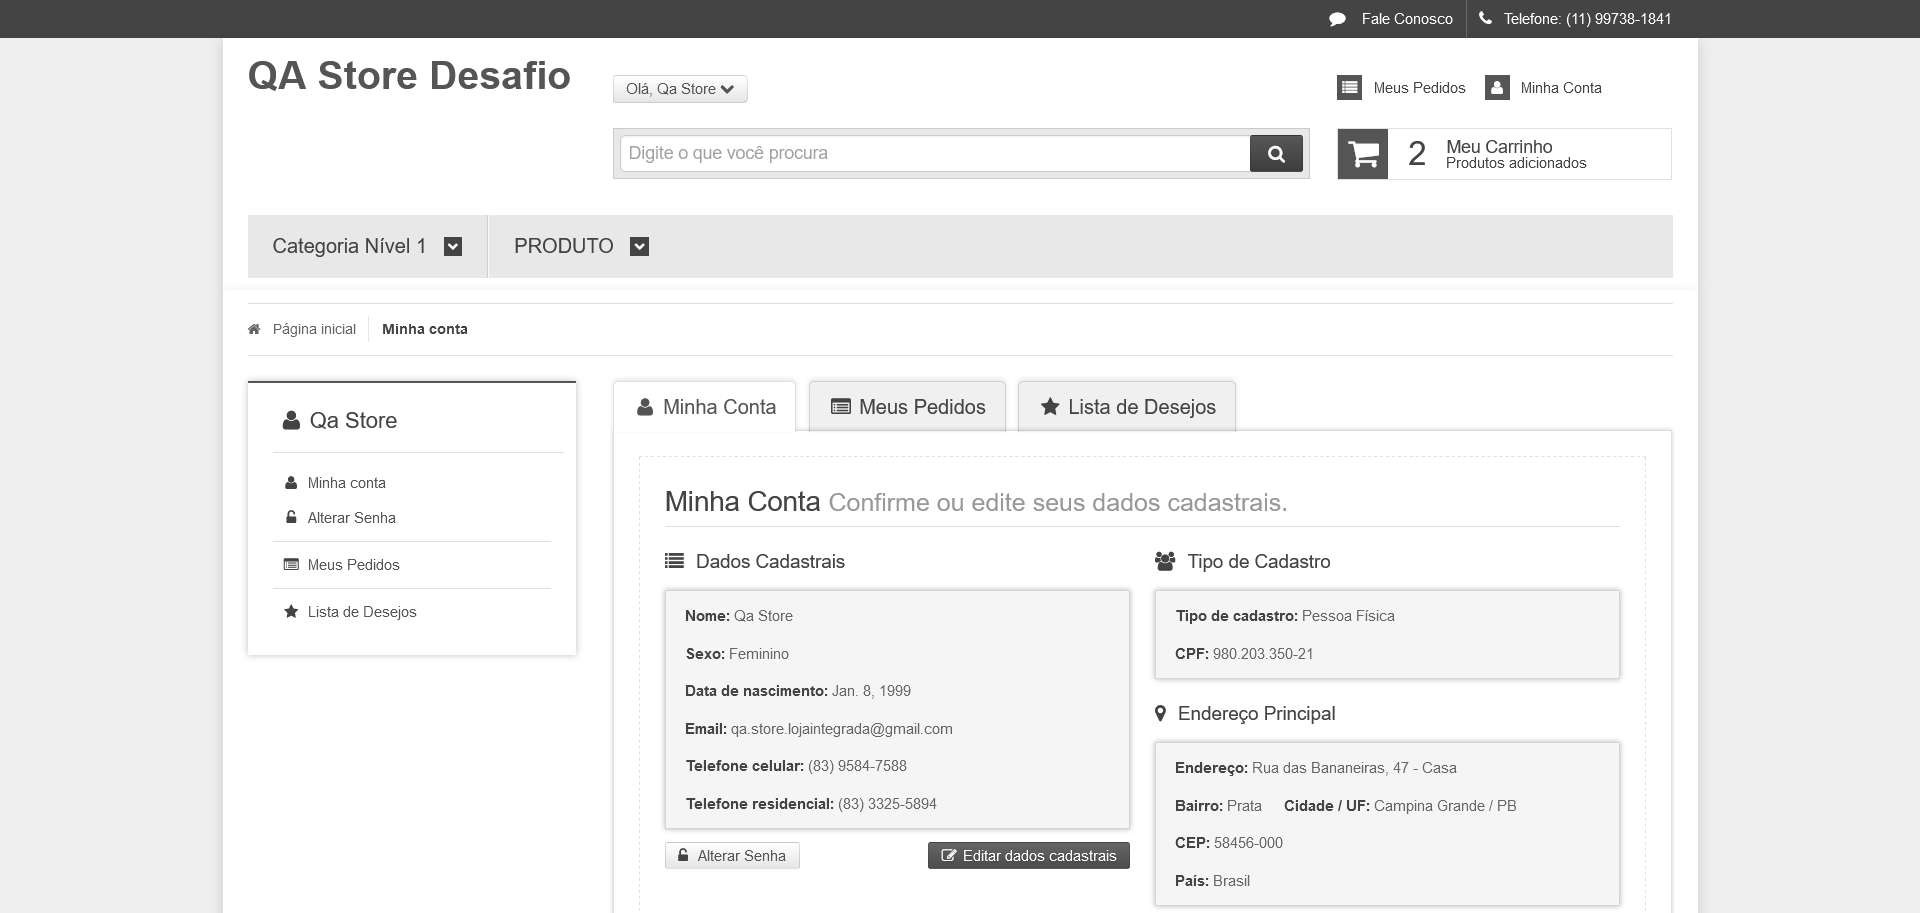 Fale Conosco
Telefone: (11) 99738-1841
QA Store Desafio
Olá, Qa Store
Meus Pedidos
Minha Conta
Digite o que você procura
2
Meu Carrinho
Produtos adicionados
Categoria Nível 1
PRODUTO
Página inicial
Minha conta
Qa Store
Minha conta
Alterar Senha
Meus Pedidos
Lista de Desejos
Minha Conta
Meus Pedidos
Lista de Desejos
Minha Conta Confirme ou edite seus dados cadastrais.
Dados Cadastrais
Nome: Qa Store
Sexo: Feminino
Data de nascimento: Jan. 8, 1999
Email: qa.store.lojaintegrada@gmail.com
Telefone celular: (83) 9584-7588
Telefone residencial: (83) 3325-5894
Alterar Senha
Editar dados cadastrais
Tipo de Cadastro
Tipo de cadastro: Pessoa Física
CPF: 980.203.350-21
Endereço Principal
Endereço: Rua das Bananeiras, 47 - Casa
Bairro: Prata Cidade / UF: Campina Grande / PB
CEP: 58456-000
País: Brasil